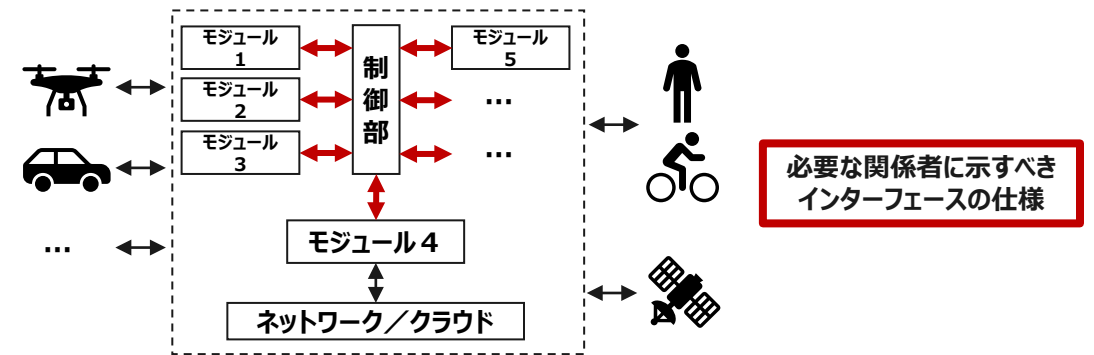 モジュール
1
モジュール
2
モジュール
3
制
御
部
モジュール
5
…
…
…
モジュール４
ネットワーク／クラウド
必要な関係者に示すべき
インターフェースの仕様